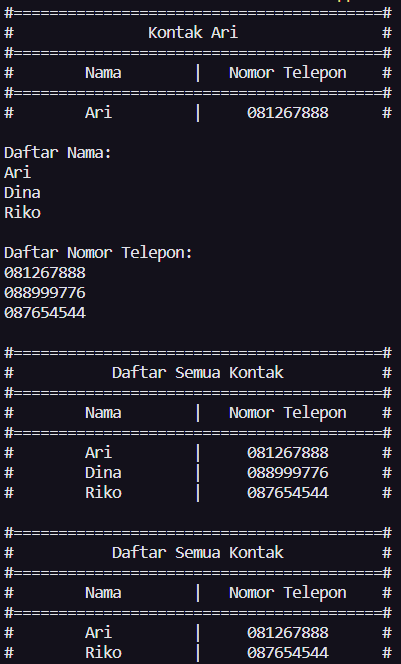 #=========================================#
#               Kontak Ari                #
#=========================================#
#        Nama        |   Nomor Telepon    #
#=========================================#
#        Ari         |     081267888      #
Daftar Nama:
Ari
Dina
Riko
Daftar Nomor Telepon:
081267888
088999776
087654544
#=========================================#
#           Daftar Semua Kontak           #
#=========================================#
#        Nama        |   Nomor Telepon    #
#=========================================#
#        Ari         |     081267888      #
#        Dina        |     088999776      #
#        Riko        |     087654544      #
#=========================================#
#           Daftar Semua Kontak           #
#=========================================#
#        Nama        |   Nomor Telepon    #
#=========================================#
#        Ari         |     081267888      #
#        Riko        |     087654544      #